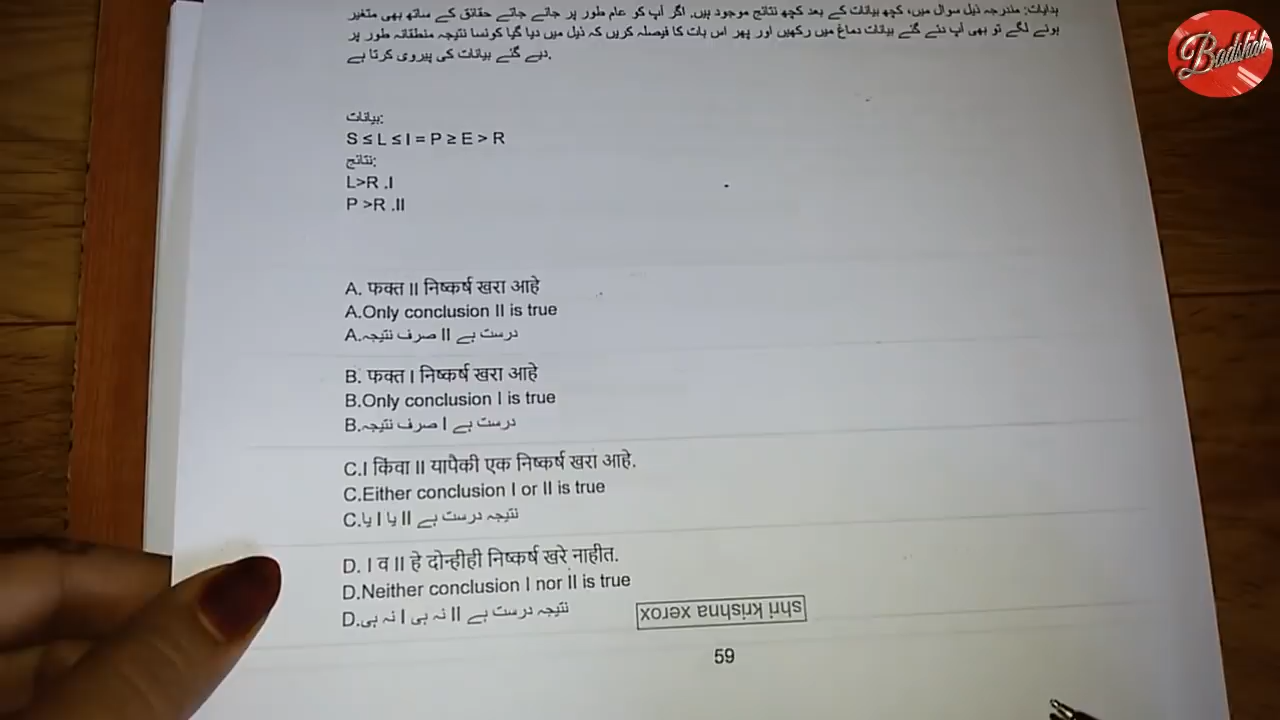 ہدایات: مندرجہ ذیل سوال میں، کچھ بیانات کے بعد کچھ نتائج موجود ہیں. اگر آپ کو عام طور پر جانے جاتے حقائق کے ساتھ بھی متغیر
ہونے لگے تو بھی آپ دئے گئے بیانات دماغ میں رکھیں اور پھر اس بات کا فیصلہ کریں کہ ذیل میں دیا گیا کونسا نتیجہ منطقانہ طور پر
دیے گئے بیانات کی پیروی کرتا ہے.
Badshah
بیانات:
S ≤ L ≤ I = P ≥ E > R
نتائج:
L>R .I
P >R .II
A. फक्त II निष्कर्ष खरा आहे
A.Only conclusion II is true
A.صرف نتیجہ II درست ہے
B. फक्त I निष्कर्ष खरा आहे
B.Only conclusion I is true
B.صرف نتیجہ I درست ہے
C.I किंवा II यापैकी एक निष्कर्ष खरा आहे.
C.Either conclusion I or II is true
C.یا I یا II نتیجہ درست ہے
D. I व II हे दोन्हीही निष्कर्ष खरे नाहीत.
D.Neither conclusion I nor II is true
D.نہ ہی I نہ ہی II نتیجہ درست ہے
shri krishna xerox
59